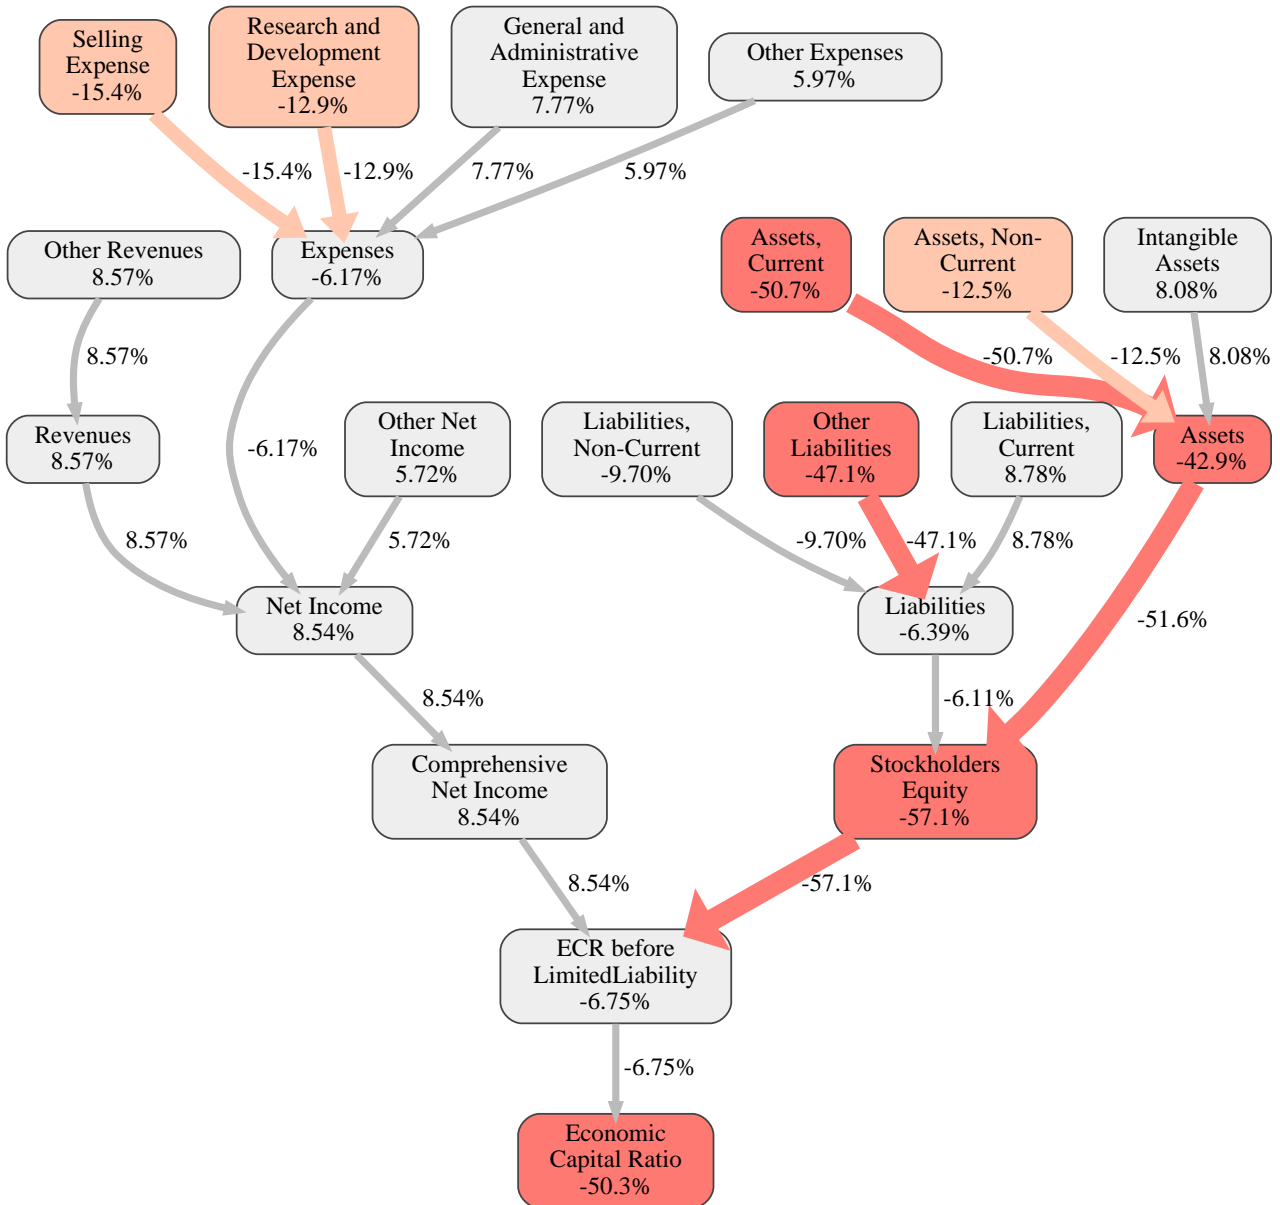 Selling
Expense
-15.4%
Research and
Development
Expense
-12.9%
General and
Administrative
Expense
7.77%
Other Expenses
5.97%
-15.4%
-12.9%
7.77%
5.97%
Other Revenues
8.57%
Expenses
-6.17%
Assets,
Current
-50.7%
Assets, Non-
Current
-12.5%
Intangible
Assets
8.08%
8.57%
-50.7%
-12.5%
8.08%
Revenues
8.57%
-6.17%
Other Net
Income
5.72%
Liabilities,
Non-Current
-9.70%
Other
Liabilities
-47.1%
Liabilities,
Current
8.78%
Assets
-42.9%
8.57%
5.72%
-9.70%
-47.1%
8.78%
Net Income
8.54%
Liabilities
-6.39%
-51.6%
8.54%
-6.11%
Comprehensive
Net Income
8.54%
Stockholders
Equity
-57.1%
8.54%
-57.1%
ECR before
LimitedLiability
-6.75%
-6.75%
Economic
Capital Ratio
-50.3%